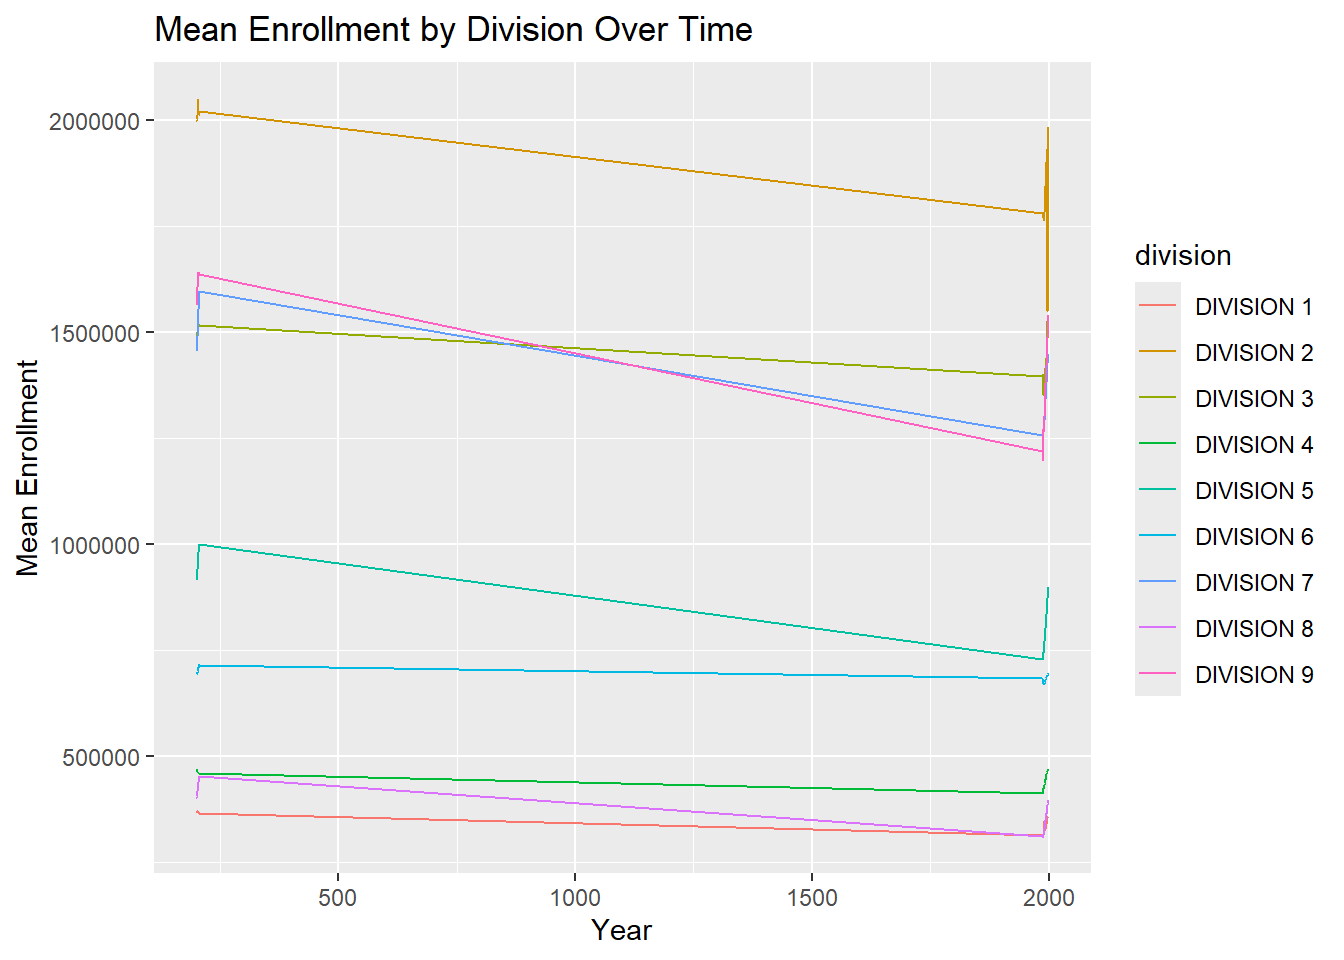 Mean Enrollment by Division Over Time
2000000
1500000
1000000
500000
Mean Enrollment
500
1000
1500
2000
Year
division
DIVISION 1
DIVISION 2
DIVISION 3
DIVISION 4
DIVISION 5
DIVISION 6
DIVISION 7
DIVISION 8
DIVISION 9